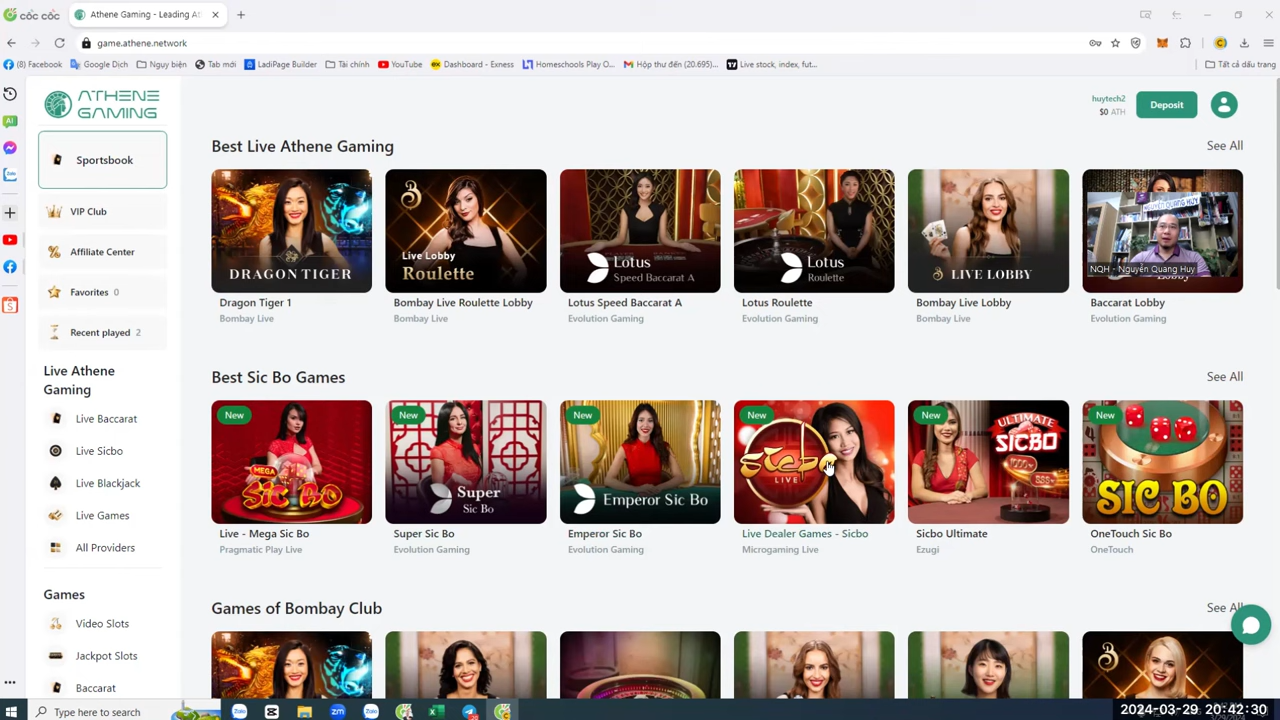 cốc cốc
Athene Gaming - Leading At
game.athene.network
(8) Facebook
Google Dịch
Nguỵ biện
Tab mới
LadiPage Builder
Tài chính
YouTube
Dashboard - Exness
Homeschools Play O...
Hộp thư đến (20.695)...
Live stock, index, fut...
Tất cả dấu trang
ATHENE
GAMING
huytech2
$0 ATH
Deposit
Sportsbook
VIP Club
Affiliate Center
Favorites 0
Recent played 2
Live Athene
Gaming
Live Baccarat
Live Sicbo
Live Blackjack
Live Games
All Providers
Games
Video Slots
Jackpot Slots
Baccarat
Best Live Athene Gaming
See All
DRAGON TIGER
Live Lobby
Roulette
Lotus
Speed Baccarat A
Lotus
Roulette
LIVE LOBBY
NGUYỄN QUANG HUY
NQH - Nguyễn Quang Huy
Lobby
Dragon Tiger 1
Bombay Live
Bombay Live Roulette Lobby
Bombay Live
Lotus Speed Baccarat A
Evolution Gaming
Lotus Roulette
Evolution Gaming
Bombay Live Lobby
Bombay Live
Baccarat Lobby
Evolution Gaming
Best Sic Bo Games
See All
New
MEGA
SIC BO
New
Super
Sic Bo
New
Emperor Sic Bo
New
Sicbo
LIVE
New
ULTIMATE
SICBO
New
SIC BO
Live - Mega Sic Bo
Pragmatic Play Live
Super Sic Bo
Evolution Gaming
Emperor Sic Bo
Evolution Gaming
Live Dealer Games - Sicbo
Microgaming Live
Sicbo Ultimate
Ezugi
OneTouch Sic Bo
OneTouch
Games of Bombay Club
See All
Type here to search
2024-03-29 20:42:30